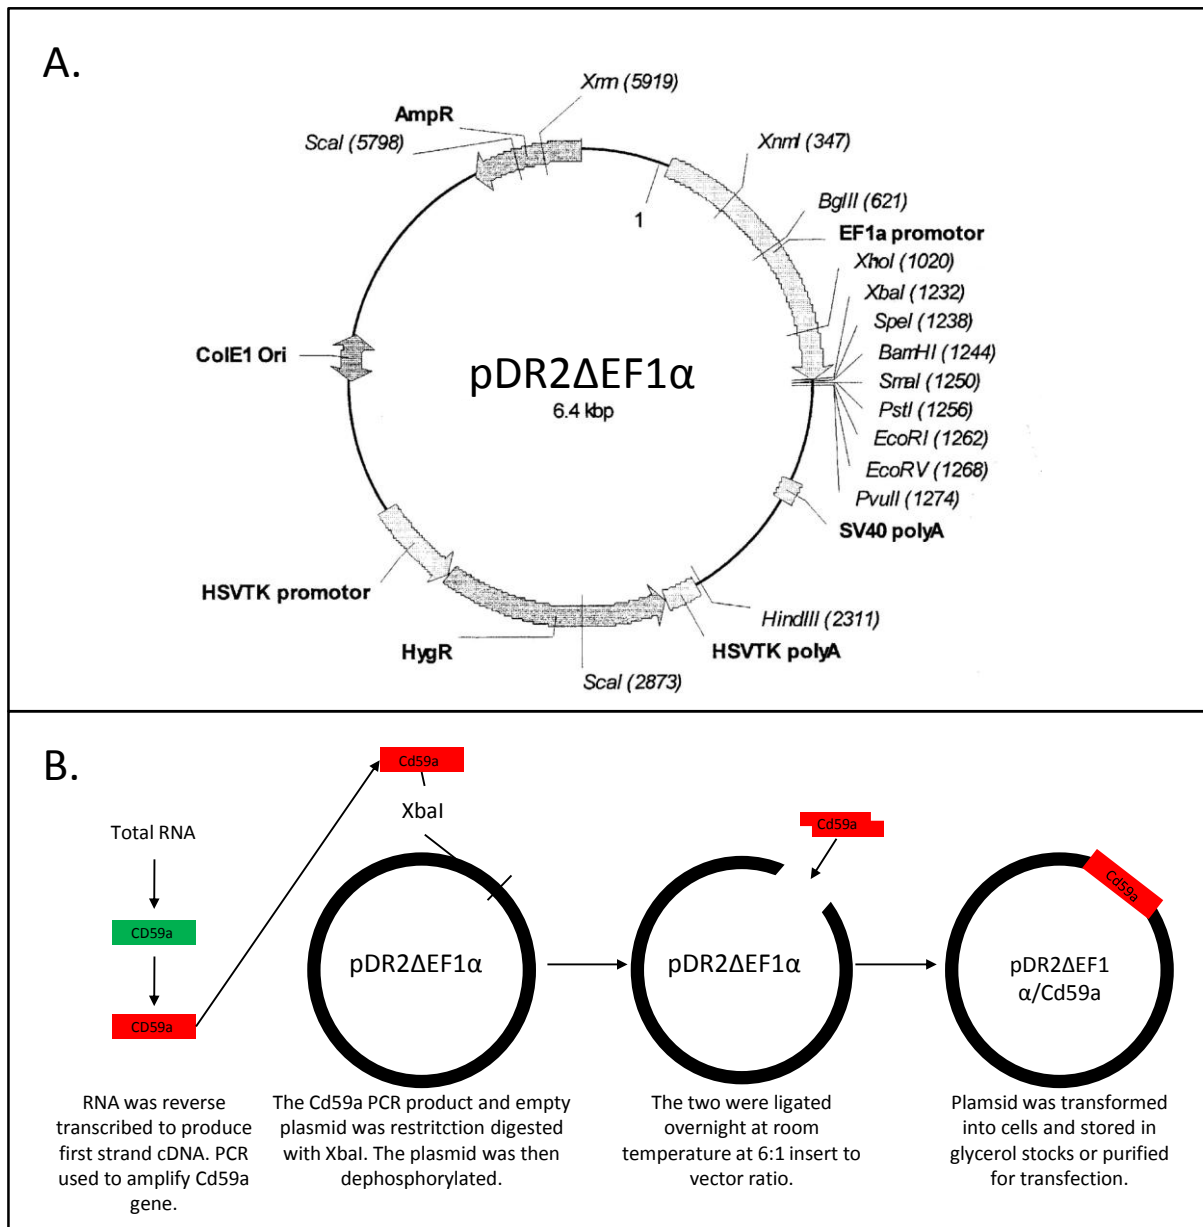 A.
Xmn (5919)
AmpR
ScaI (5798)
XnmI (347)
1
BglII (621)
EF1a promotor
XhoI (1020)
XbaI (1232)
SpeI (1238)
BamHI (1244)
SmaI (1250)
PstI (1256)
EcoRI (1262)
EcoRV (1268)
PvuII (1274)
ColE1 Ori
pDR2ΔEF1α
6.4 kbp
SV40 polyA
HSVTK promotor
HindIII (2311)
HygR
HSVTK polyA
ScaI (2873)
B.
Total RNA
CD59a
CD59a
Cd59a
XbaI
pDR2ΔEF1α
Cd59a
pDR2ΔEF1α
Cd59a
pDR2ΔEF1
α/Cd59a
RNA was reverse
transcribed to produce
first strand cDNA. PCR
used to amplify Cd59a
gene.
The Cd59a PCR product and empty
plasmid was restritction digested
with XbaI. The plasmid was then
dephosphorylated.
The two were ligated
overnight at room
temperature at 6:1 insert to
vector ratio.
Plamsid was transformed
into cells and stored in
glycerol stocks or purified
for transfection.